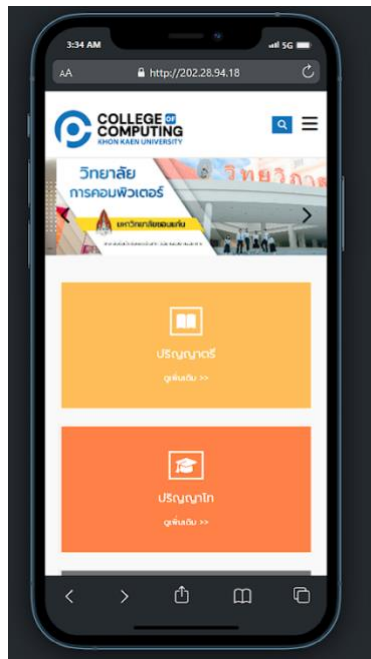 3:34 AM
5G
AA
http://202.28.94.18
COLLEGE OF
COMPUTING
KHON KAEN UNIVERSITY
วิทยาลัย
การคอมพิวเตอร์
มหาวิทยาลัยขอนแก่น
ปริญญาตรี
ดูเพิ่มเติม >>
ปริญญาโท
ดูเพิ่มเติม >>